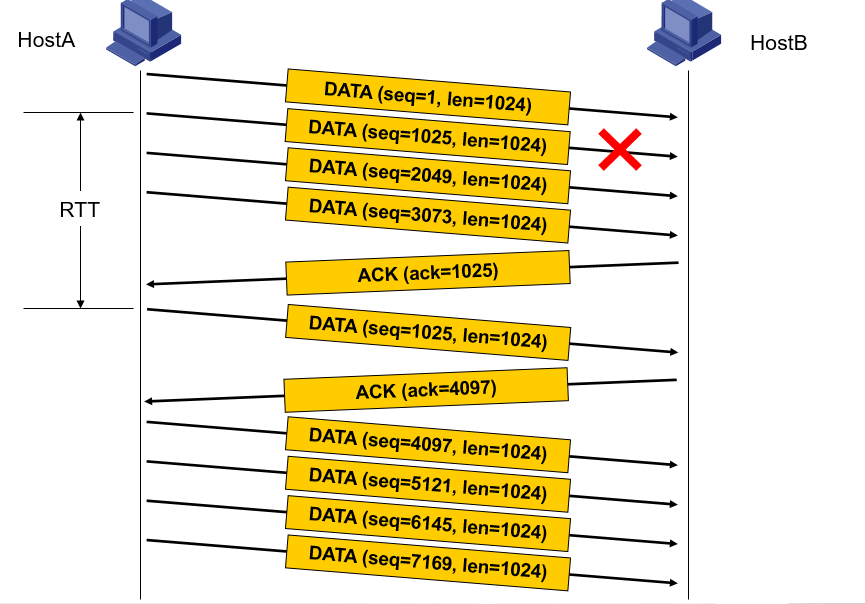 HostA
HostB
DATA (seq=1, len=1024)
DATA (seq=1025, len=1024)
DATA (seq=2049, len=1024)
DATA (seq=3073, len=1024)
RTT
ACK (ack=1025)
DATA (seq=1025, len=1024)
ACK (ack=4097)
DATA (seq=4097, len=1024)
DATA (seq=5121, len=1024)
DATA (seq=6145, len=1024)
DATA (seq=7169, len=1024)